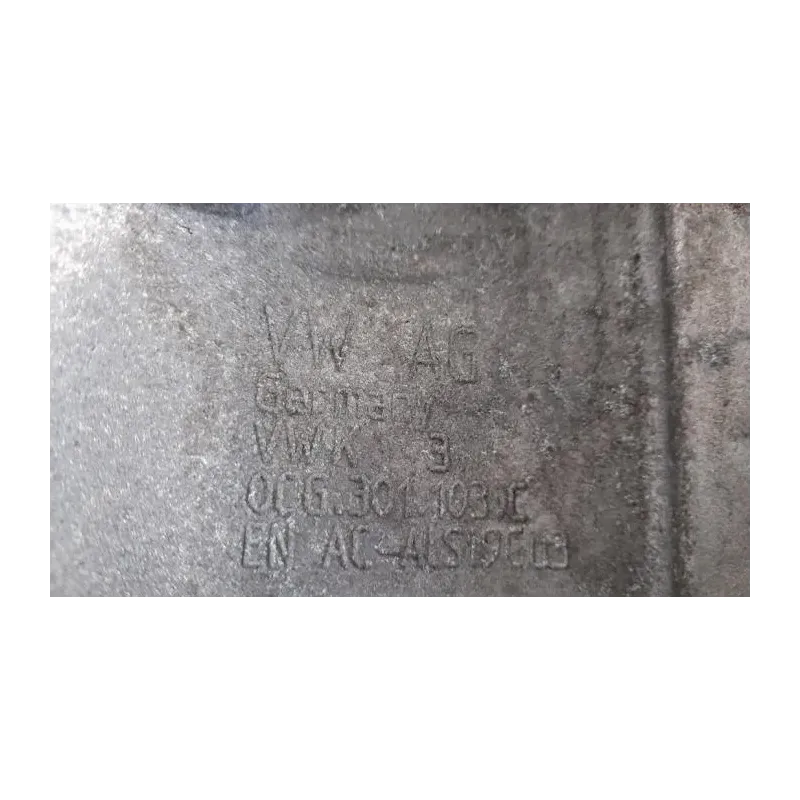 VW AG
Germany
VWK 3
0CG.301.103.C
EN AC-ALSI9CU3